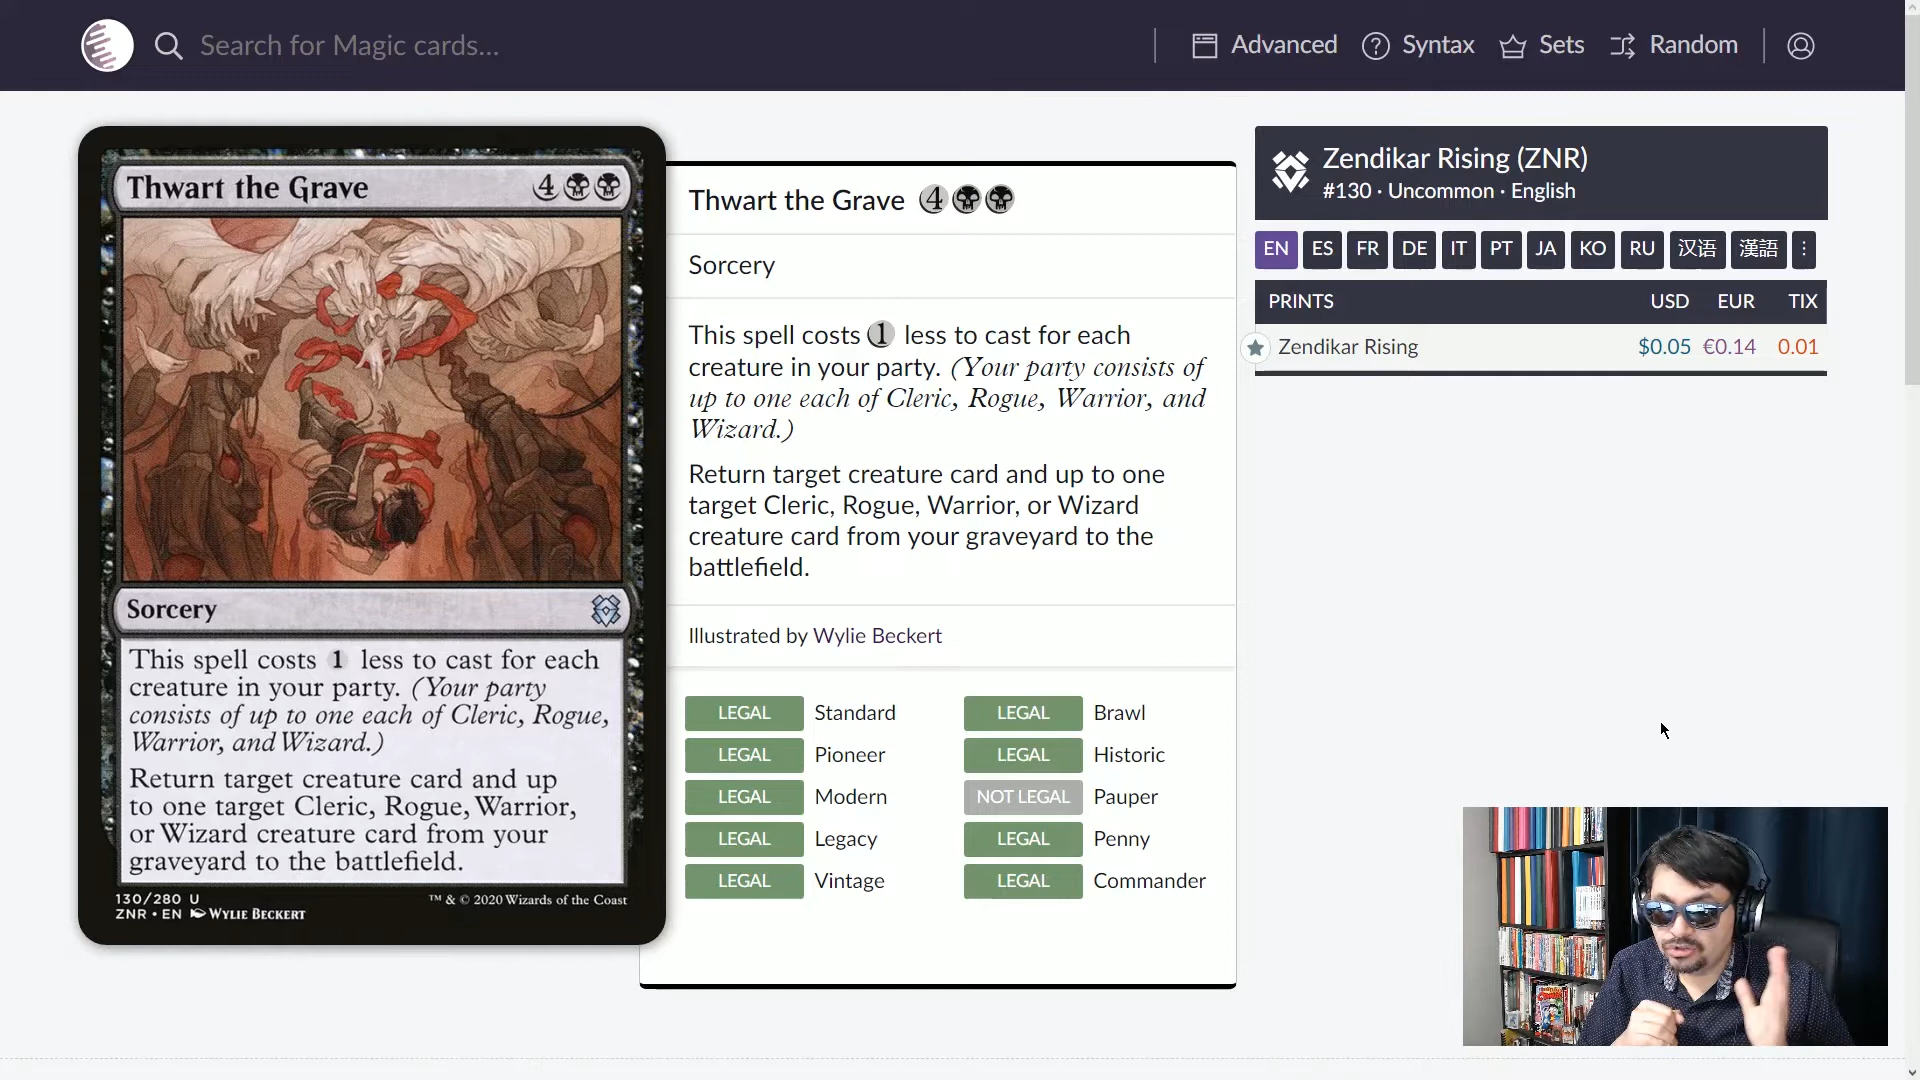 Search for Magic cards...
Advanced
Syntax
Sets
Random
Thwart the Grave 4
Sorcery
This spell costs 1 less to cast for each
creature in your party. (Your party
consists of up to one each of Cleric, Rogue,
Warrior, and Wizard.)
Return target creature card and up
to one target Cleric, Rogue, Warrior,
or Wizard creature card from your
graveyard to the battlefield.
130/280 U
ZNR • EN WYLIE BECKERT
™ & © 2020 Wizards of the Coast
Thwart the Grave 4
Sorcery
This spell costs 1 less to cast for each
creature in your party. (Your party consists of
up to one each of Cleric, Rogue, Warrior, and
Wizard.)
Return target creature card and up to one
target Cleric, Rogue, Warrior, or Wizard
creature card from your graveyard to the
battlefield.
Illustrated by Wylie Beckert
LEGAL Standard LEGAL Brawl
LEGAL Pioneer LEGAL Historic
LEGAL Modern NOT LEGAL Pauper
LEGAL Legacy LEGAL Penny
LEGAL Vintage LEGAL Commander
Zendikar Rising (ZNR)
#130 · Uncommon · English
EN ES FR DE IT PT JA KO RU 汉语 漢語
PRINTS USD EUR TIX
Zendikar Rising $0.05 €0.14 0.01